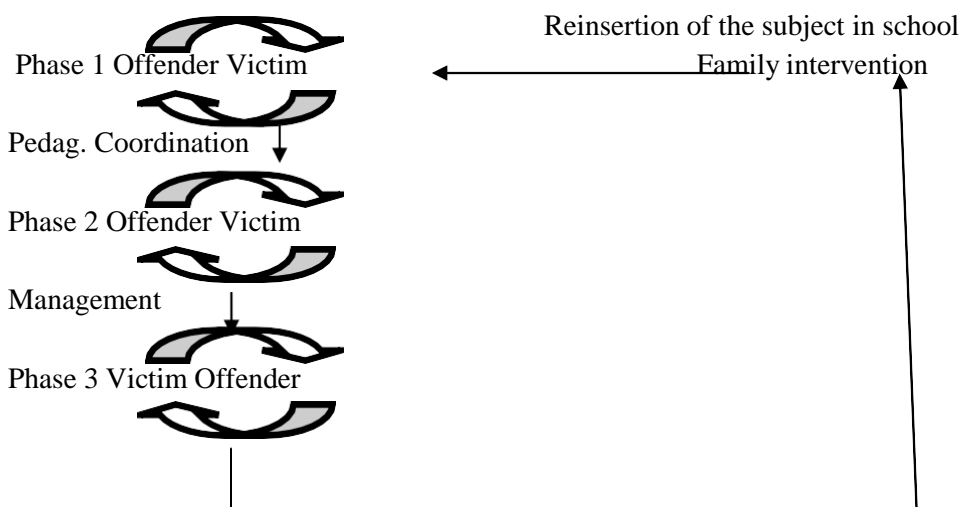 Reinsertion of the subject in school
Phase 1 Offender Victim
Family intervention
Pedag. Coordination
Phase 2 Offender Victim
Management
Phase 3 Victim Offender